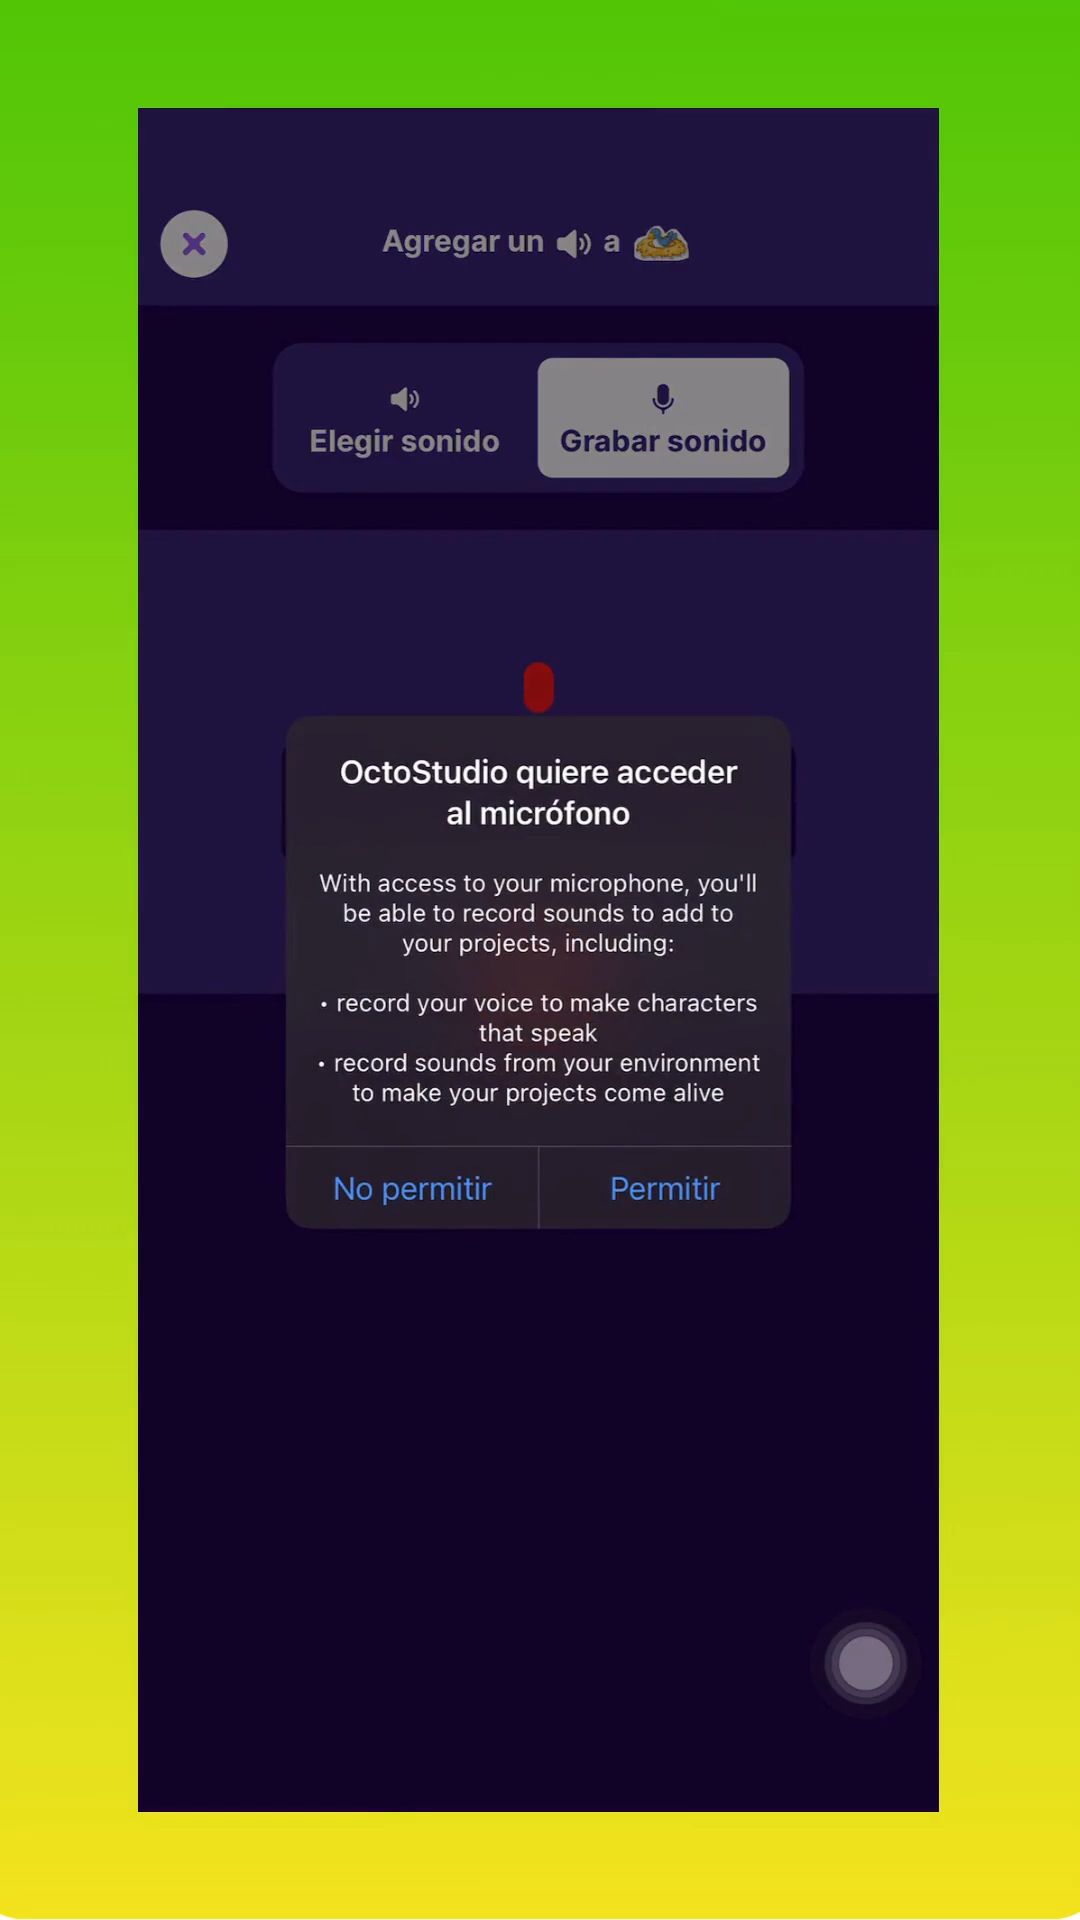 Agregar un a
Elegir sonido
Grabar sonido
OctoStudio quiere acceder
al micrófono
With access to your microphone, you'll
be able to record sounds to add to
your projects, including:
• record your voice to make characters
that speak
• record sounds from your environment
to make your projects come alive
No permitir
Permitir